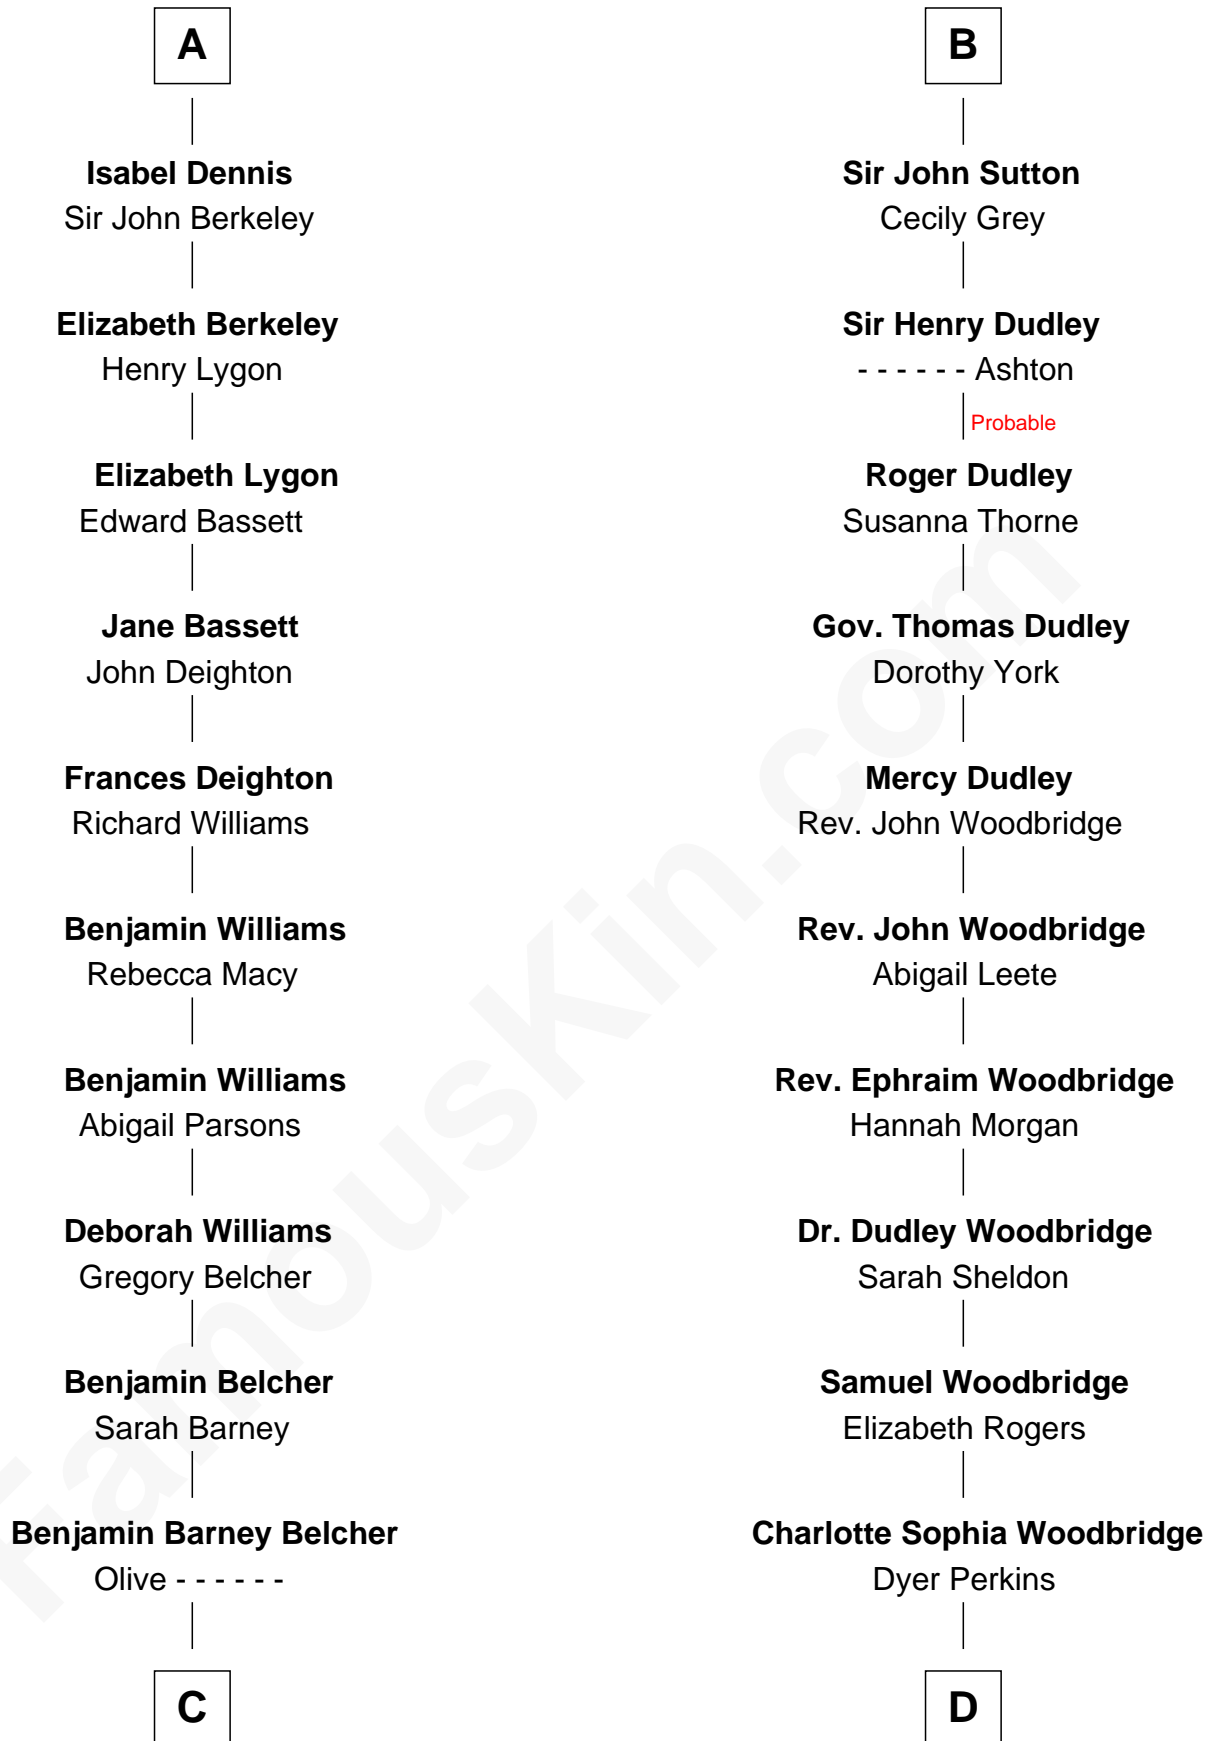 A
Isabel Dennis
Sir John Berkeley
Elizabeth Berkeley
Henry Lygon
Elizabeth Lygon
Edward Bassett
Jane Bassett
John Deighton
Frances Deighton
Richard Williams
Benjamin Williams
Rebecca Macy
Benjamin Williams
Abigail Parsons
Deborah Williams
Gregory Belcher
Benjamin Belcher
Sarah Barney
Benjamin Barney Belcher
Olive - - - - - -
C
B
Sir John Sutton
Cecily Grey
Sir Henry Dudley
- - - - - - Ashton
Probable
Roger Dudley
Susanna Thorne
Gov. Thomas Dudley
Dorothy York
Mercy Dudley
Rev. John Woodbridge
Rev. John Woodbridge
Abigail Leete
Rev. Ephraim Woodbridge
Hannah Morgan
Dr. Dudley Woodbridge
Sarah Sheldon
Samuel Woodbridge
Elizabeth Rogers
Charlotte Sophia Woodbridge
Dyer Perkins
D
FamousKin.com